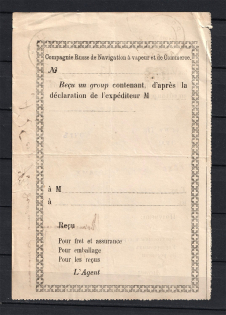 Compagnie Russe de Navigation à vapeur et de Commerce.
№
Reçu un group contenant, d'après la
déclaration de l'expéditeur M
à M
à
Reçu
Pour fret et assurance
Pour emballage
Pour les reçus
L'Agent